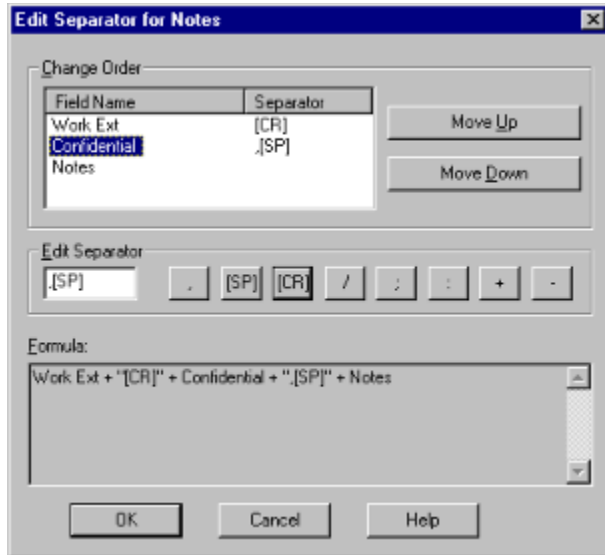 Edit Separator for Notes
Change Order
Field Name Separator
Work Ext [CR]
Confidential ,[SP]
Notes
Move Up
Move Down
Edit Separator
,[SP] , [SP] [CR] / ; : + -
Formula:
Work Ext + "[CR]" + Confidential + ",[SP]" + Notes
OK Cancel Help